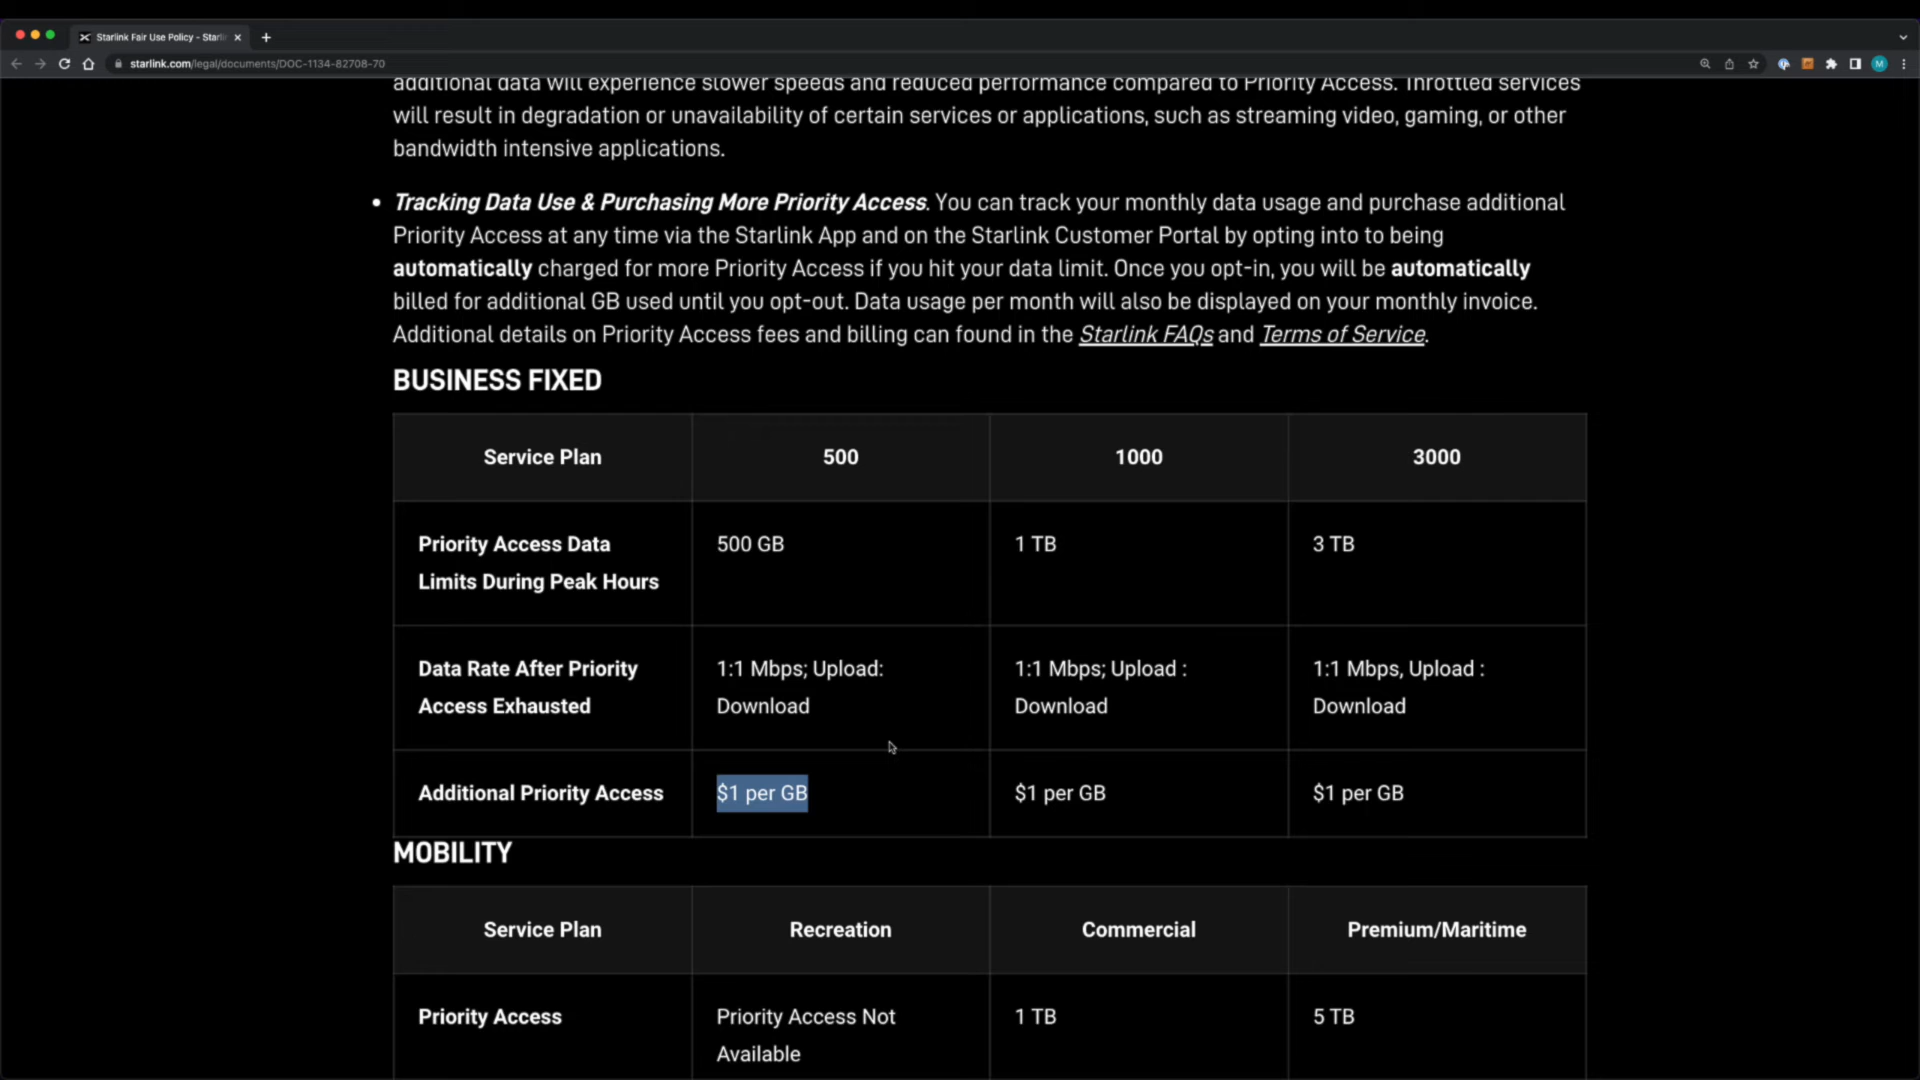 Starlink Fair Use Policy - Starli
starlink.com/legal/documents/DOC-1134-82708-70
M
additional data will experience slower speeds and reduced performance compared to Priority Access. Throttled services
will result in degradation or unavailability of certain services or applications, such as streaming video, gaming, or other
bandwidth intensive applications.
Tracking Data Use & Purchasing More Priority Access. You can track your monthly data usage and purchase additional
Priority Access at any time via the Starlink App and on the Starlink Customer Portal by opting into to being
automatically charged for more Priority Access if you hit your data limit. Once you opt-in, you will be automatically
billed for additional GB used until you opt-out. Data usage per month will also be displayed on your monthly invoice.
Additional details on Priority Access fees and billing can found in the Starlink FAQs and Terms of Service.
BUSINESS FIXED
Service Plan 500 1000 3000
Priority Access Data 500 GB 1 TB 3 TB
Limits During Peak Hours
Data Rate After Priority 1:1 Mbps; Upload: 1:1 Mbps; Upload : 1:1 Mbps, Upload :
Access Exhausted Download Download Download
Additional Priority Access $1 per GB $1 per GB $1 per GB
MOBILITY
Service Plan Recreation Commercial Premium/Maritime
Priority Access Priority Access Not 1 TB 5 TB
Available